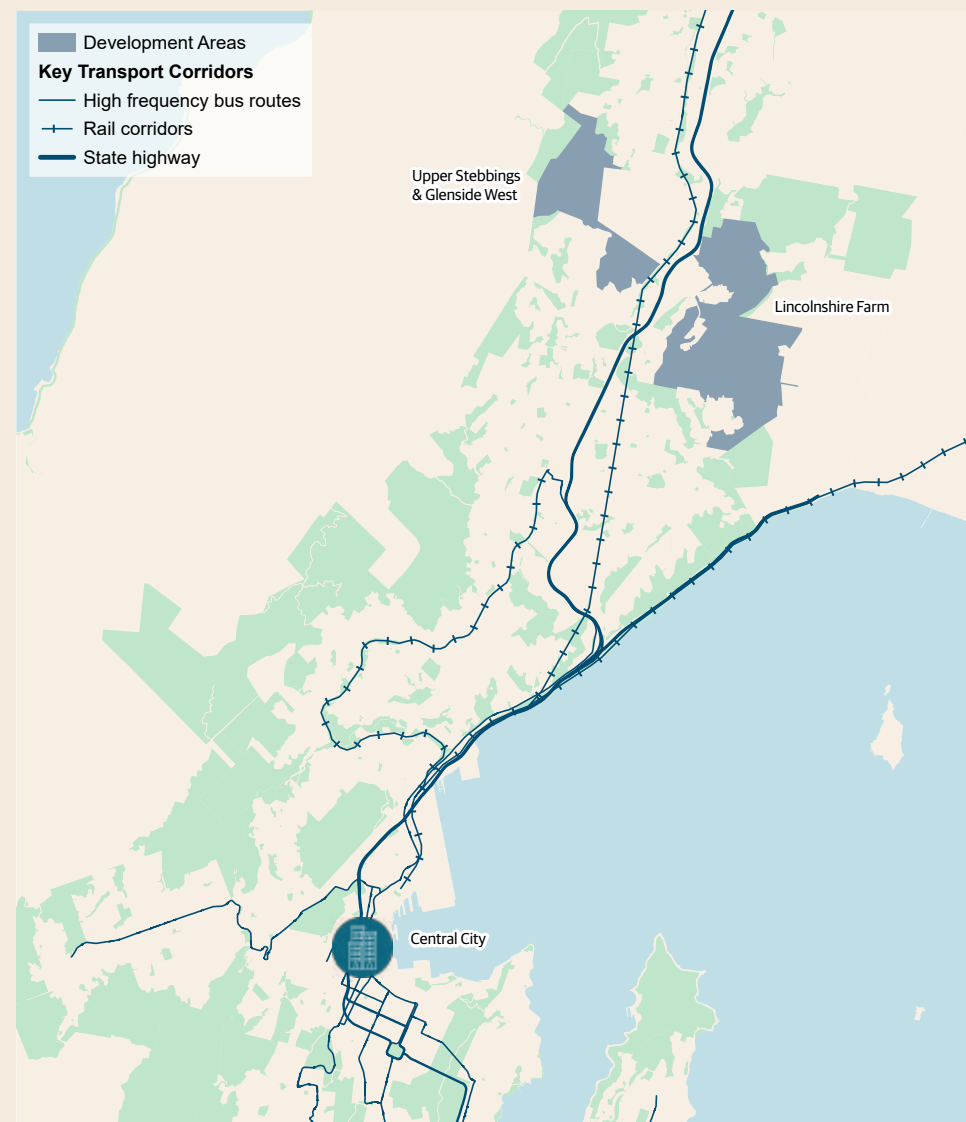 Development Areas
Key Transport Corridors
High frequency bus routes
Rail corridors
State highway
Upper Stebbings
& Glenside West
Lincolnshire Farm
Central City